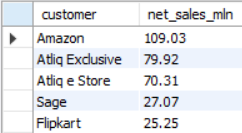 customer net_sales_mln
Amazon 109.03
Atliq Exclusive 79.92
Atliq e Store 70.31
Sage 27.07
Flipkart 25.25